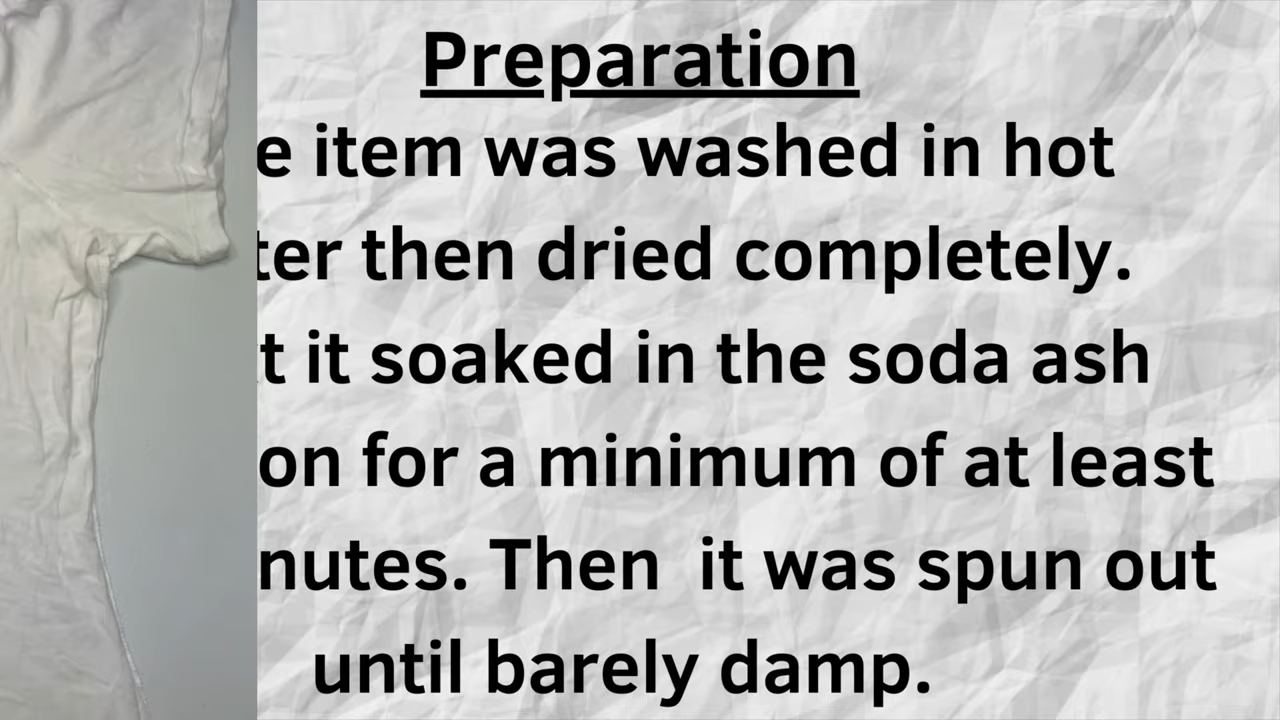 Preparation
e item was washed in hot
ter then dried completely.
t it soaked in the soda ash
on for a minimum of at least
nutes. Then it was spun out
until barely damp.